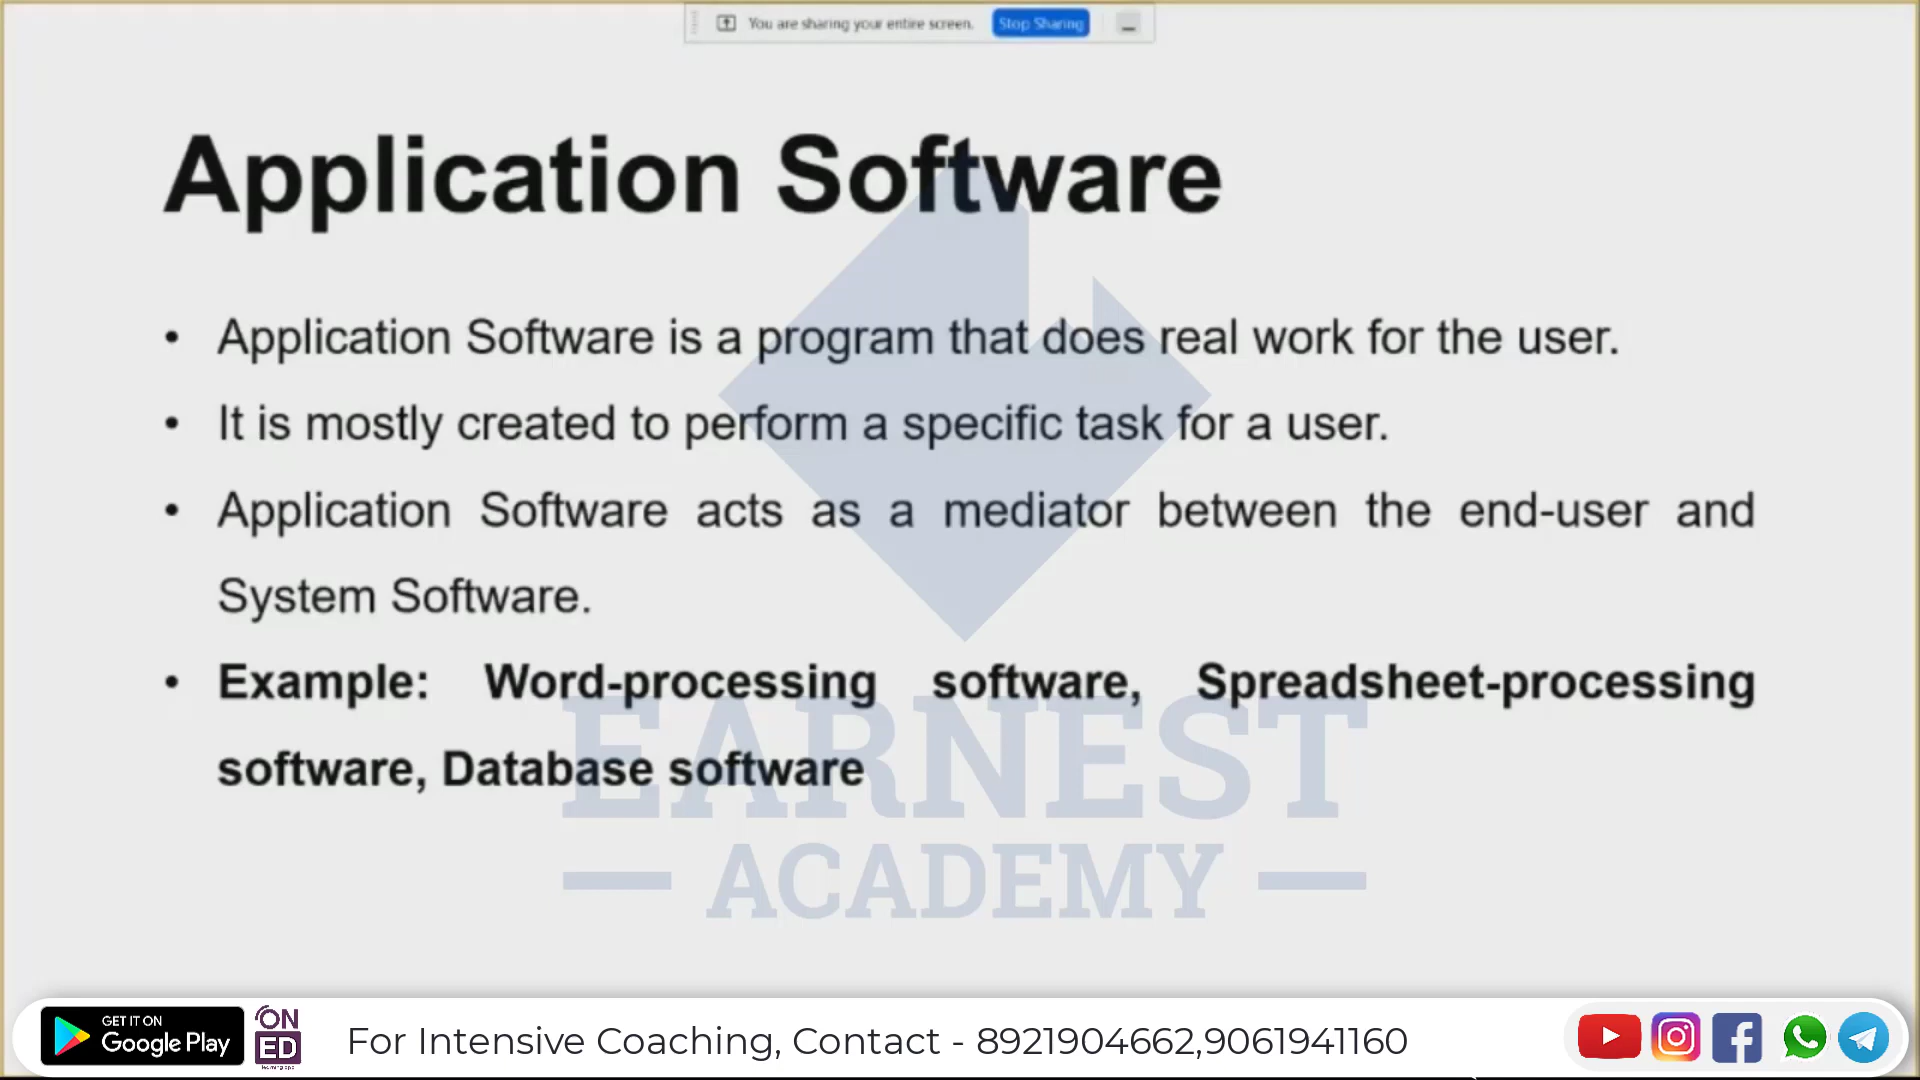 You are sharing your entire screen. Stop Sharing
Application Software
• Application Software is a program that does real work for the user.
• It is mostly created to perform a specific task for a user.
• Application Software acts as a mediator between the end-user and
System Software.
• Example: Word-processing software, Spreadsheet-processing
software, Database software
EARNEST
ACADEMY
GET IT ON
Google Play
ON
ED
learning app
For Intensive Coaching, Contact - 8921904662,9061941160